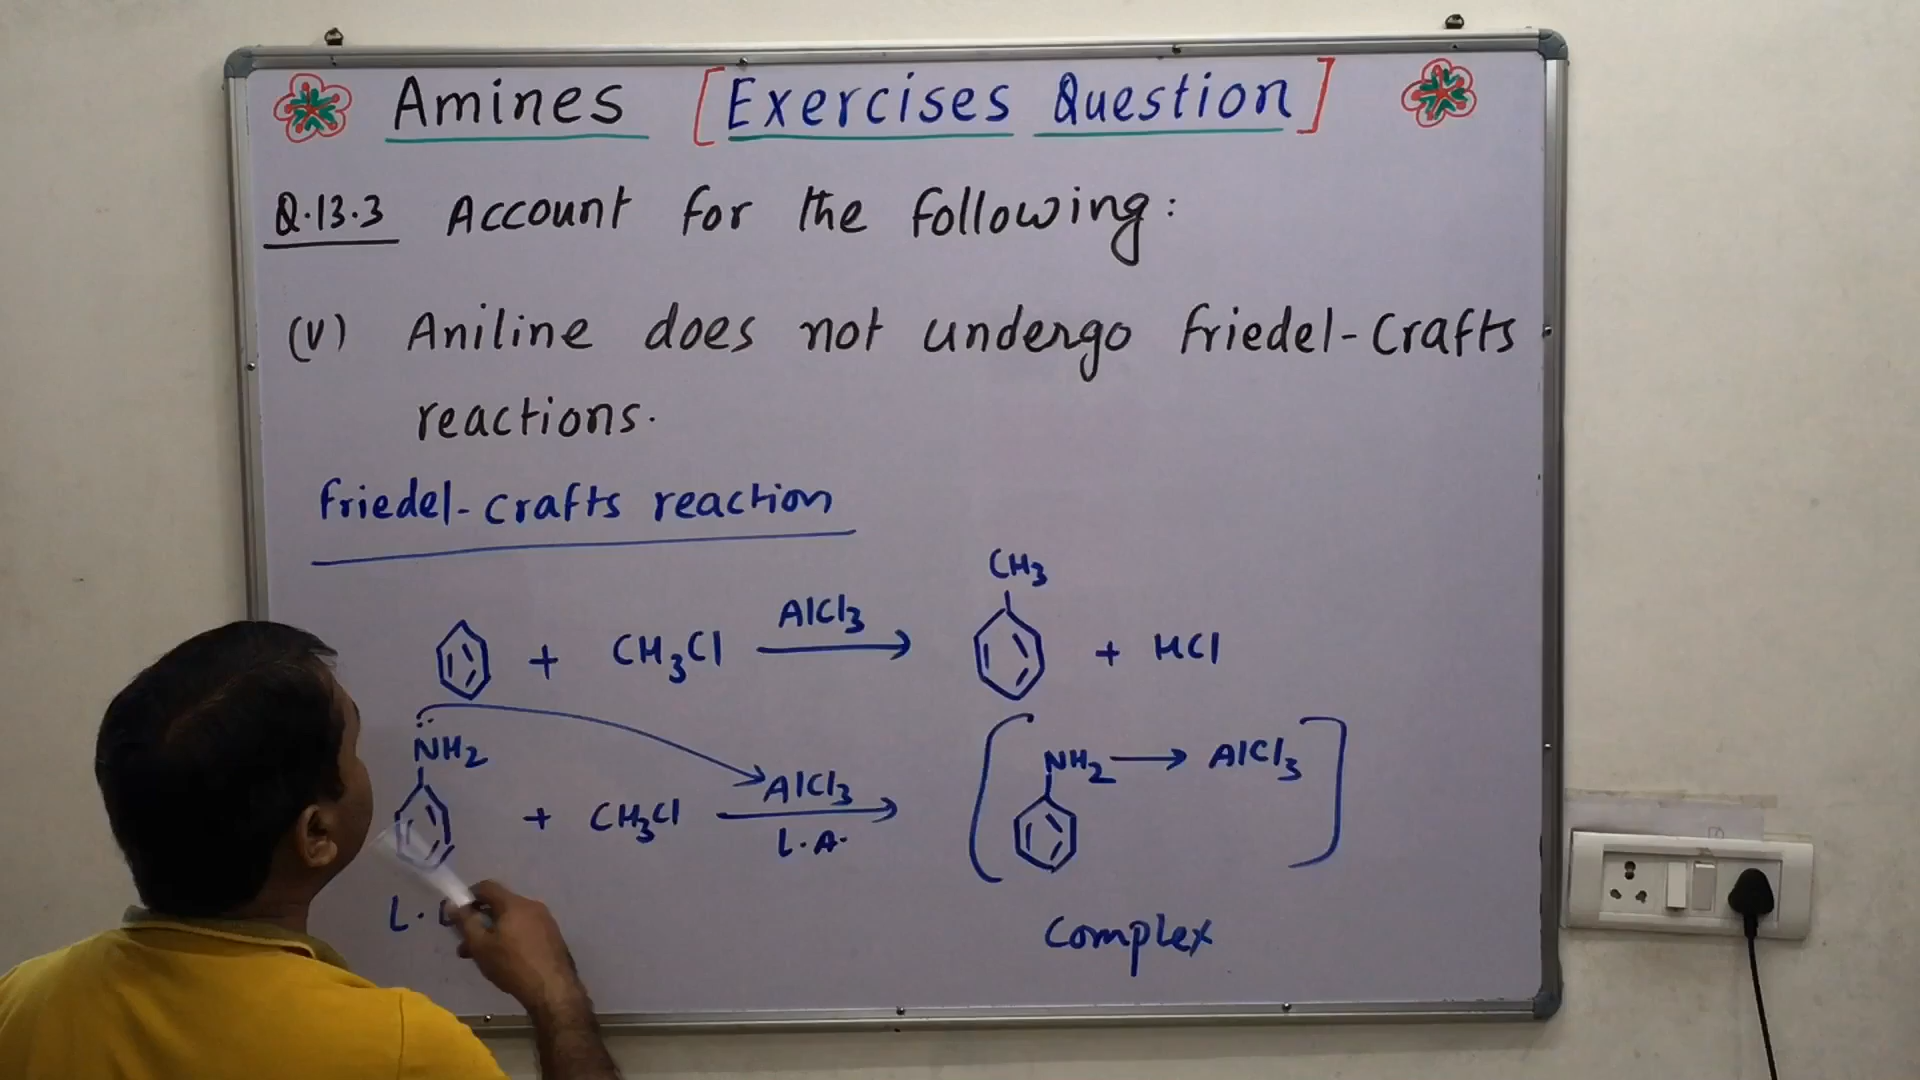 Amines [Exercises Question]
Q.13.3 Account for the following:
(V) Aniline does not undergo friedel-Crafts
reactions.
friedel-crafts reaction
CH3
AlCl3
+ CH3Cl + HCl
NH2
NH2 → AlCl3
AlCl3
+ CH3Cl
L.A.
L.
complex